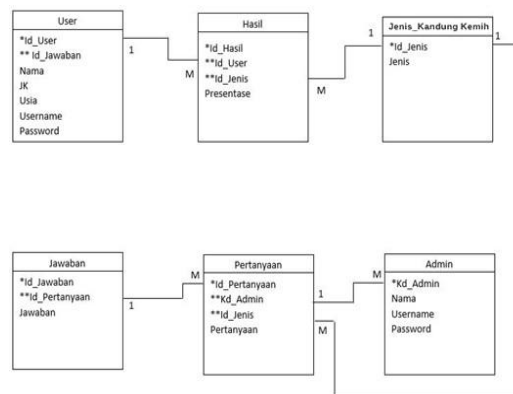 User
*Id_User
** Id_Jawaban
Nama
JK
Usia
Username
Password
1
M
Hasil
*Id_Hasil
**Id_User
**Id_Jenis
Presentase
1
M
Jenis_Kandung Kemih
*Id_Jenis
Jenis
1
Jawaban
*Id_Jawaban
**Id_Pertanyaan
Jawaban
M
1
Pertanyaan
*Id_Pertanyaan
**Kd_Admin
**Id_Jenis
Pertanyaan
M
1
M
Admin
*Kd_Admin
Nama
Username
Password